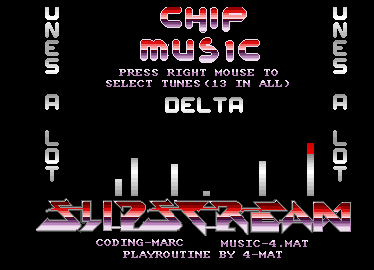 CHIP
MUSIC
PRESS RIGHT MOUSE TO
SELECT TUNES(13 IN ALL)
DELTA
UNES A LOT
UNES A LOT
SLIPSTREAM
CODING-MARC MUSIC-4.MAT
PLAYROUTINE BY 4-MAT